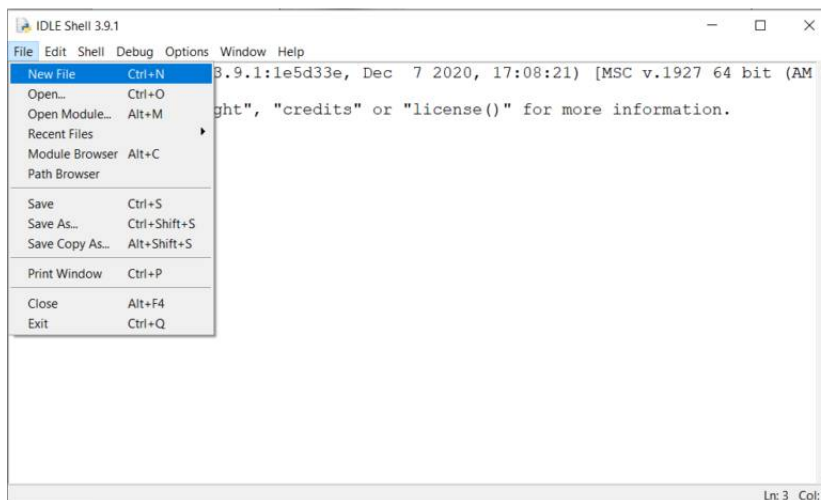 IDLE Shell 3.9.1
File Edit Shell Debug Options Window Help
New File Ctrl+N
3.9.1:1e5d33e, Dec 7 2020, 17:08:21) [MSC v.1927 64 bit (AM
Open... Ctrl+O
Open Module... Alt+M
ght", "credits" or "license()" for more information.
Recent Files
Module Browser Alt+C
Path Browser
Save Ctrl+S
Save As... Ctrl+Shift+S
Save Copy As... Alt+Shift+S
Print Window Ctrl+P
Close Alt+F4
Exit Ctrl+Q
Ln: 3 Col: